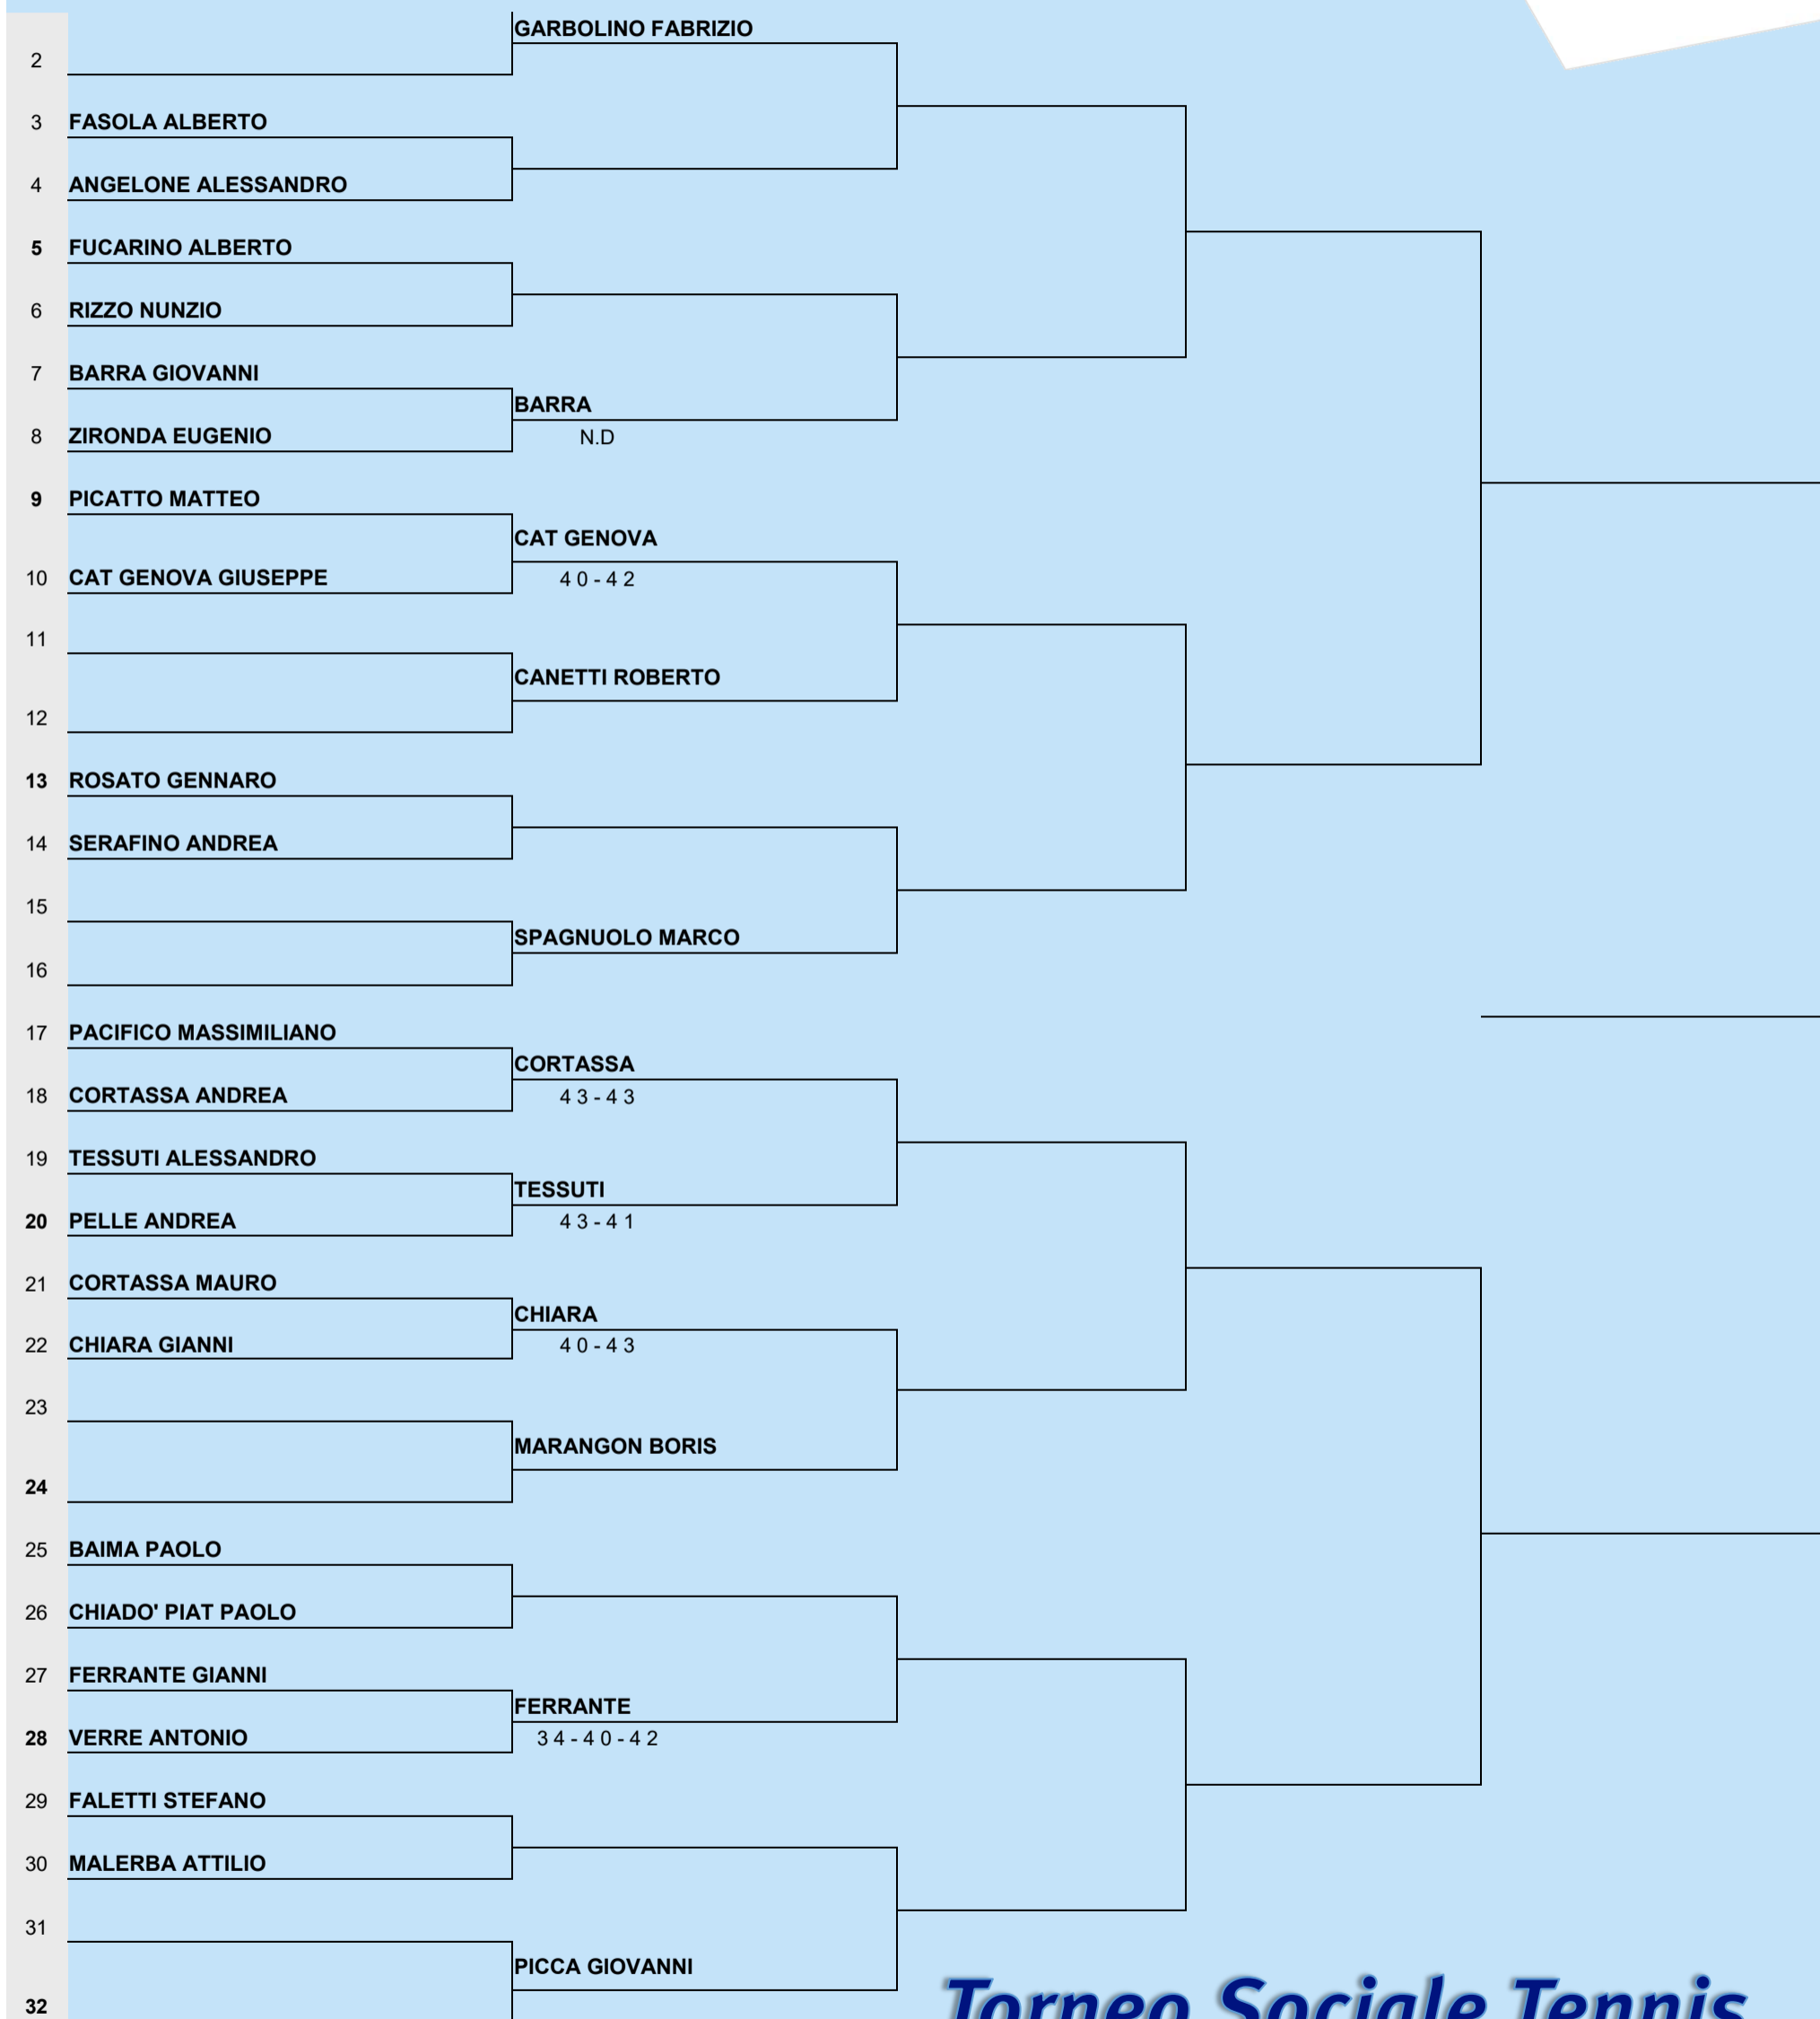 GARBOLINO FABRIZIO
2
3 FASOLA ALBERTO
4 ANGELONE ALESSANDRO
5 FUCARINO ALBERTO
6 RIZZO NUNZIO
7 BARRA GIOVANNI
BARRA
8 ZIRONDA EUGENIO N.D
9 PICATTO MATTEO
CAT GENOVA
10 CAT GENOVA GIUSEPPE 4 0 - 4 2
11
CANETTI ROBERTO
12
13 ROSATO GENNARO
14 SERAFINO ANDREA
15
SPAGNUOLO MARCO
16
17 PACIFICO MASSIMILIANO
CORTASSA
18 CORTASSA ANDREA 4 3 - 4 3
19 TESSUTI ALESSANDRO
TESSUTI
20 PELLE ANDREA 4 3 - 4 1
21 CORTASSA MAURO
CHIARA
22 CHIARA GIANNI 4 0 - 4 3
23
MARANGON BORIS
24
25 BAIMA PAOLO
26 CHIADO' PIAT PAOLO
27 FERRANTE GIANNI
FERRANTE
28 VERRE ANTONIO 3 4 - 4 0 - 4 2
29 FALETTI STEFANO
30 MALERBA ATTILIO
31
PICCA GIOVANNI
32
Torneo Sociale Tennis